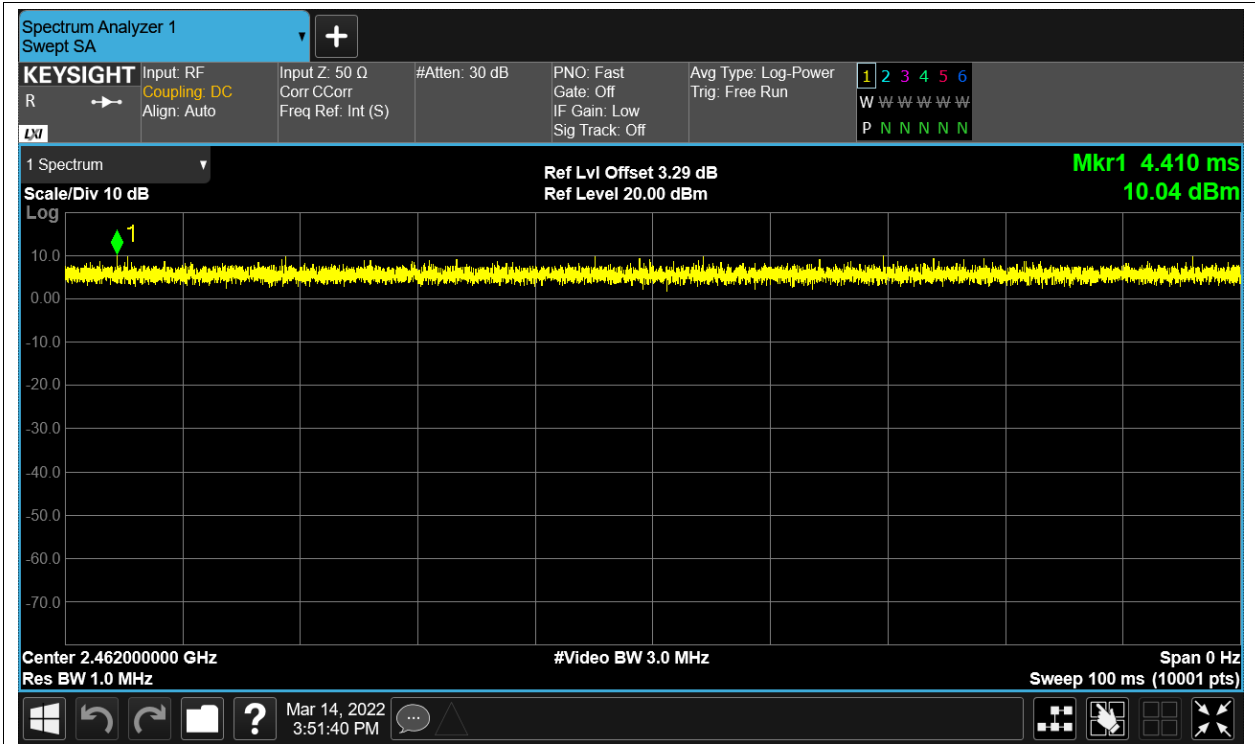 Spectrum Analyzer 1
Swept SA
+
KEYSIGHT
R
LXI
Input: RF
Coupling: DC
Align: Auto
Input Z: 50 Ω
Corr CCorr
Freq Ref: Int (S)
#Atten: 30 dB
PNO: Fast
Gate: Off
IF Gain: Low
Sig Track: Off
Avg Type: Log-Power
Trig: Free Run
1 2 3 4 5 6
W W W W W W
P N N N N N
1 Spectrum
Scale/Div 10 dB
Ref Lvl Offset 3.29 dB
Ref Level 20.00 dBm
Mkr1 4.410 ms
10.04 dBm
Log
1
10.0
0.00
-10.0
-20.0
-30.0
-40.0
-50.0
-60.0
-70.0
Center 2.462000000 GHz
Res BW 1.0 MHz
#Video BW 3.0 MHz
Span 0 Hz
Sweep 100 ms (10001 pts)
?
Mar 14, 2022
3:51:40 PM